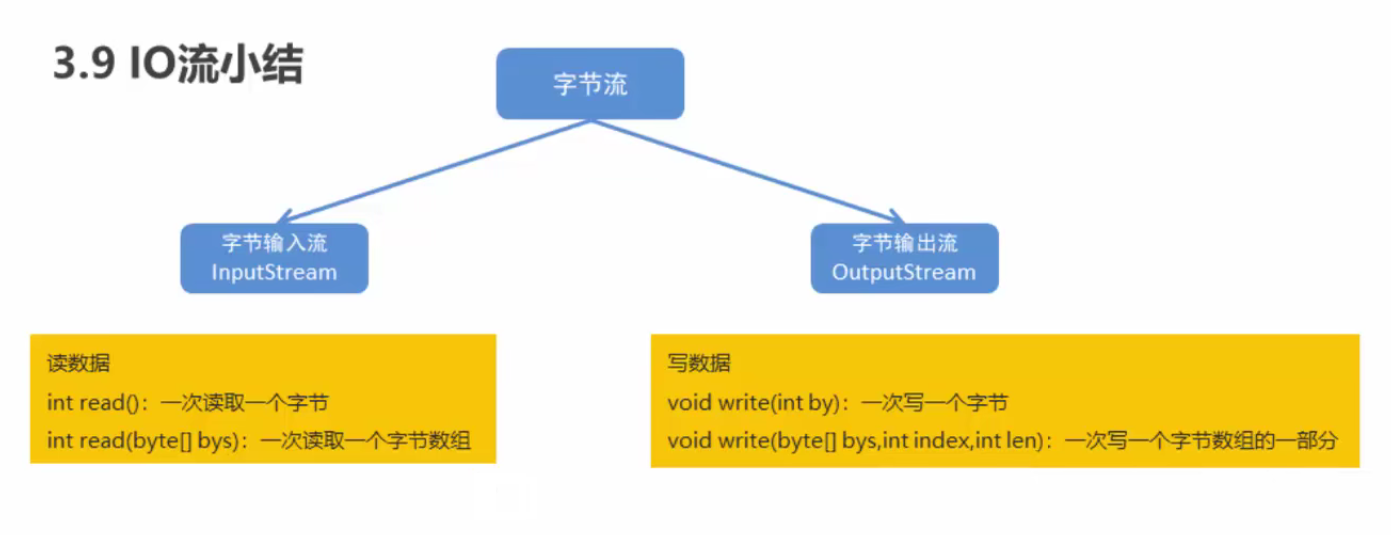 3.9 IO流小结
字节流
字节输入流
InputStream
字节输出流
OutputStream
读数据
int read()：一次读取一个字节
int read(byte[] bys)：一次读取一个字节数组
写数据
void write(int by)：一次写一个字节
void write(byte[] bys,int index,int len)：一次写一个字节数组的一部分